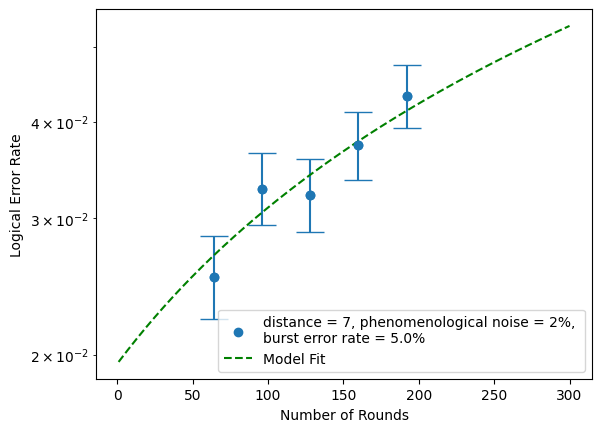 Logical Error Rate
4 × 10⁻²
3 × 10⁻²
2 × 10⁻²
distance = 7, phenomenological noise = 2%,
burst error rate = 5.0%
Model Fit
0 50 100 150 200 250 300
Number of Rounds